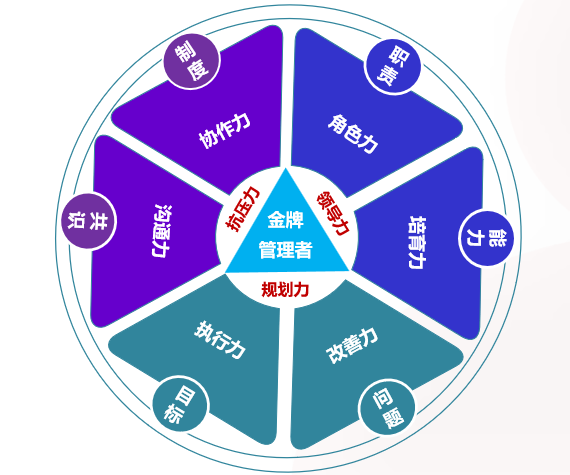 制度
职责
协作力
角色力
抗压力
领导力
共识
沟通力
金牌
管理者
培育力
能力
规划力
执行力
改善力
目标
问题